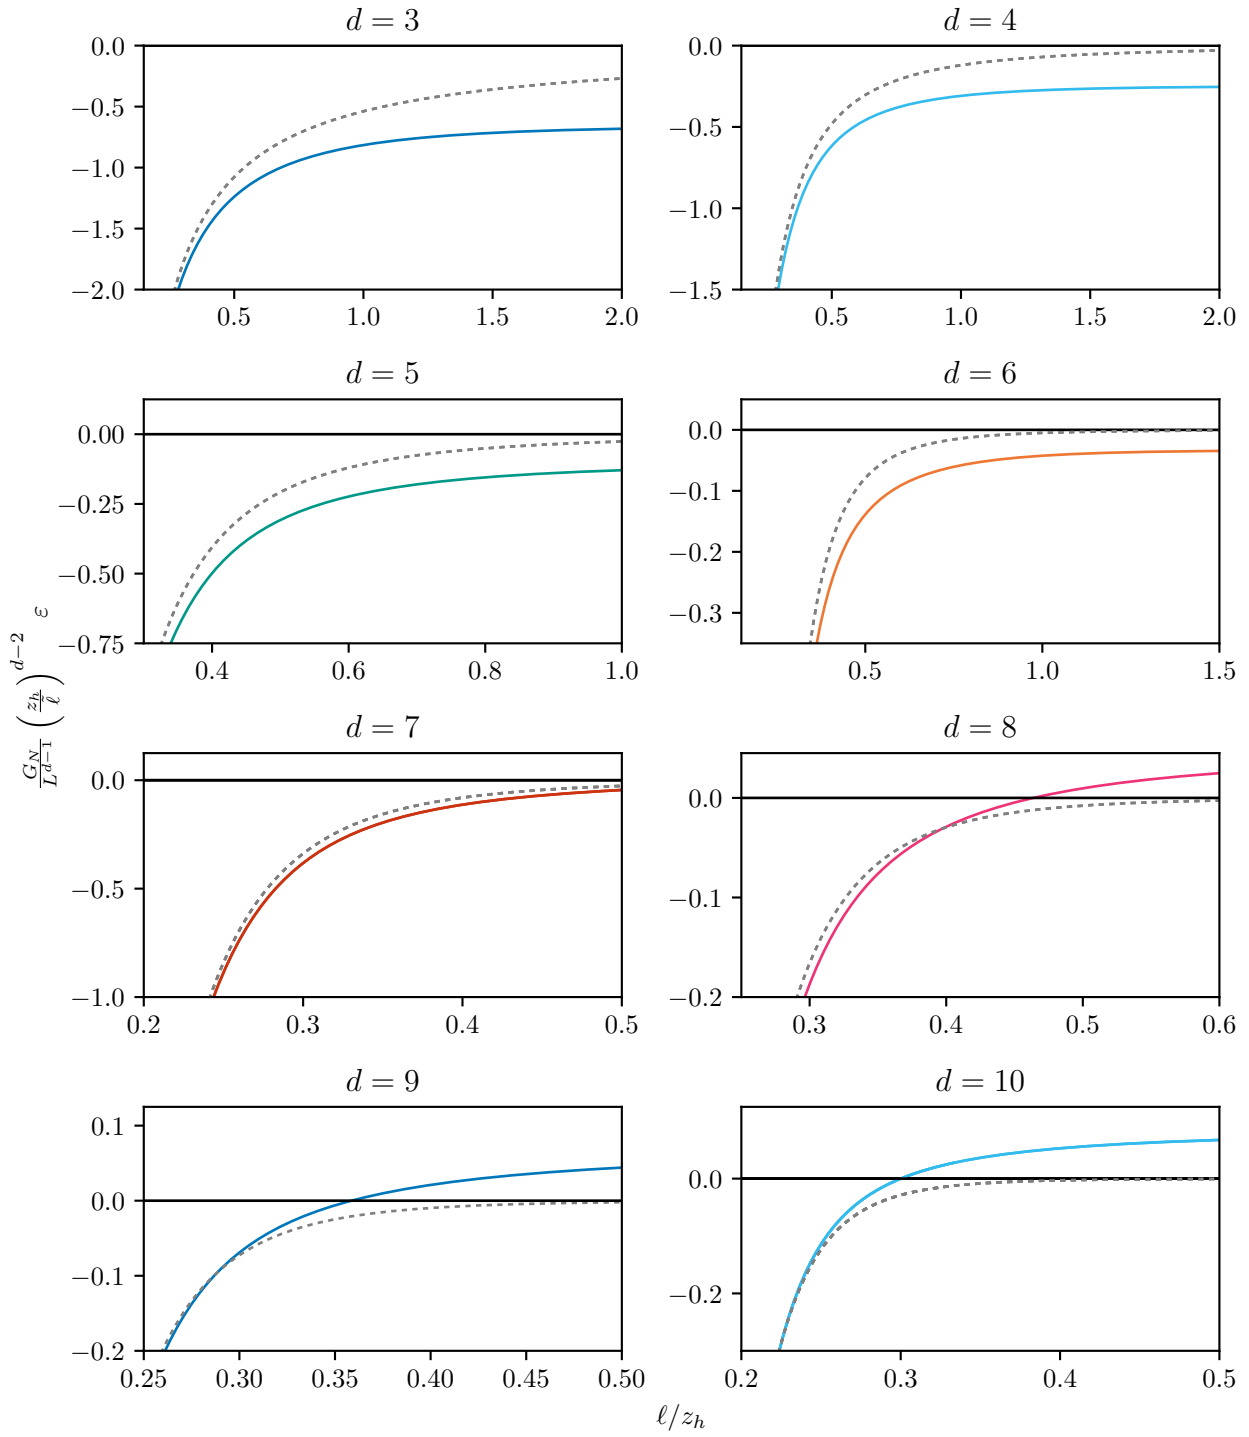 d = 3
d = 4
0.0
−0.5
−1.0
−1.5
−2.0
0.5 1.0 1.5 2.0
0.0
−0.5
−1.0
−1.5
0.5 1.0 1.5 2.0
d = 5
d = 6
0.00
−0.25
−0.50
−0.75
0.4 0.6 0.8 1.0
0.0
−0.1
−0.2
−0.3
0.5 1.0 1.5
G_N/L^{d−1} (z_h/ℓ̃)^{d−2} ε
d = 7
d = 8
0.0
−0.5
−1.0
0.2 0.3 0.4 0.5
0.0
−0.1
−0.2
0.3 0.4 0.5 0.6
d = 9
d = 10
0.1
0.0
−0.1
−0.2
0.25 0.30 0.35 0.40 0.45 0.50
0.0
−0.2
0.2 0.3 0.4 0.5
ℓ/z_h